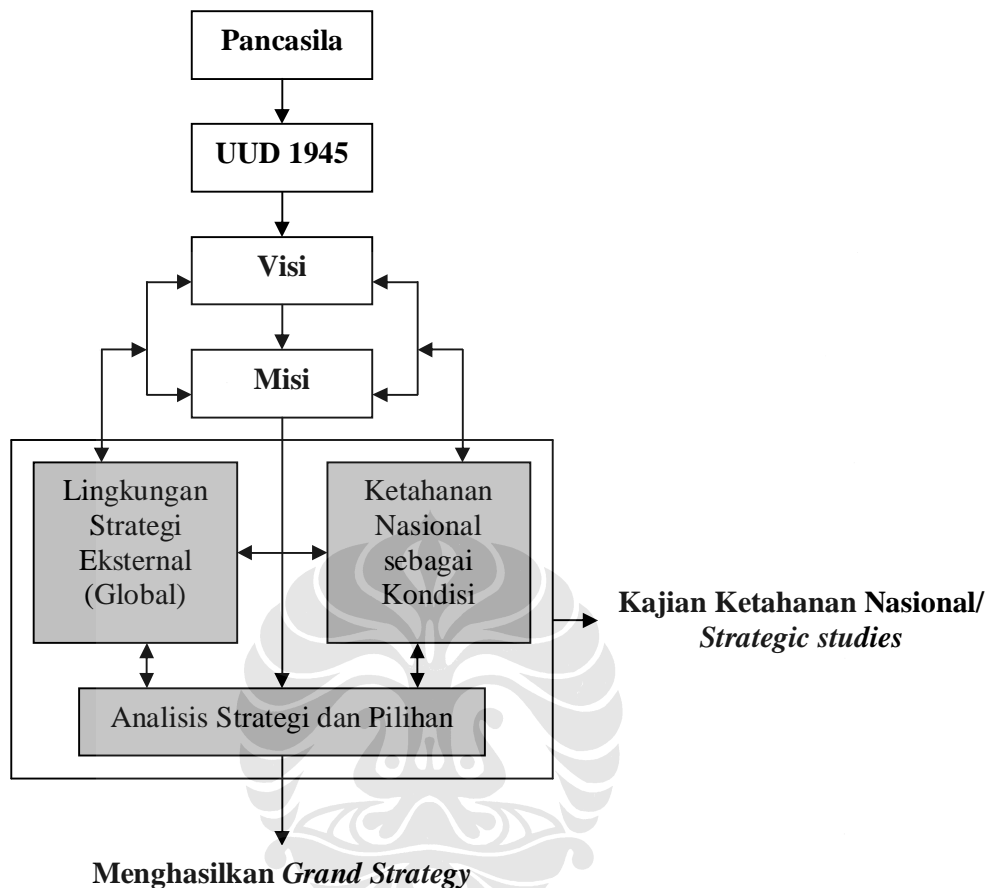 Pancasila
UUD 1945
Visi
Misi
Lingkungan
Strategi
Eksternal
(Global)
Ketahanan
Nasional
sebagai
Kondisi
Kajian Ketahanan Nasional/
Strategic studies
Analisis Strategi dan Pilihan
Menghasilkan Grand Strategy